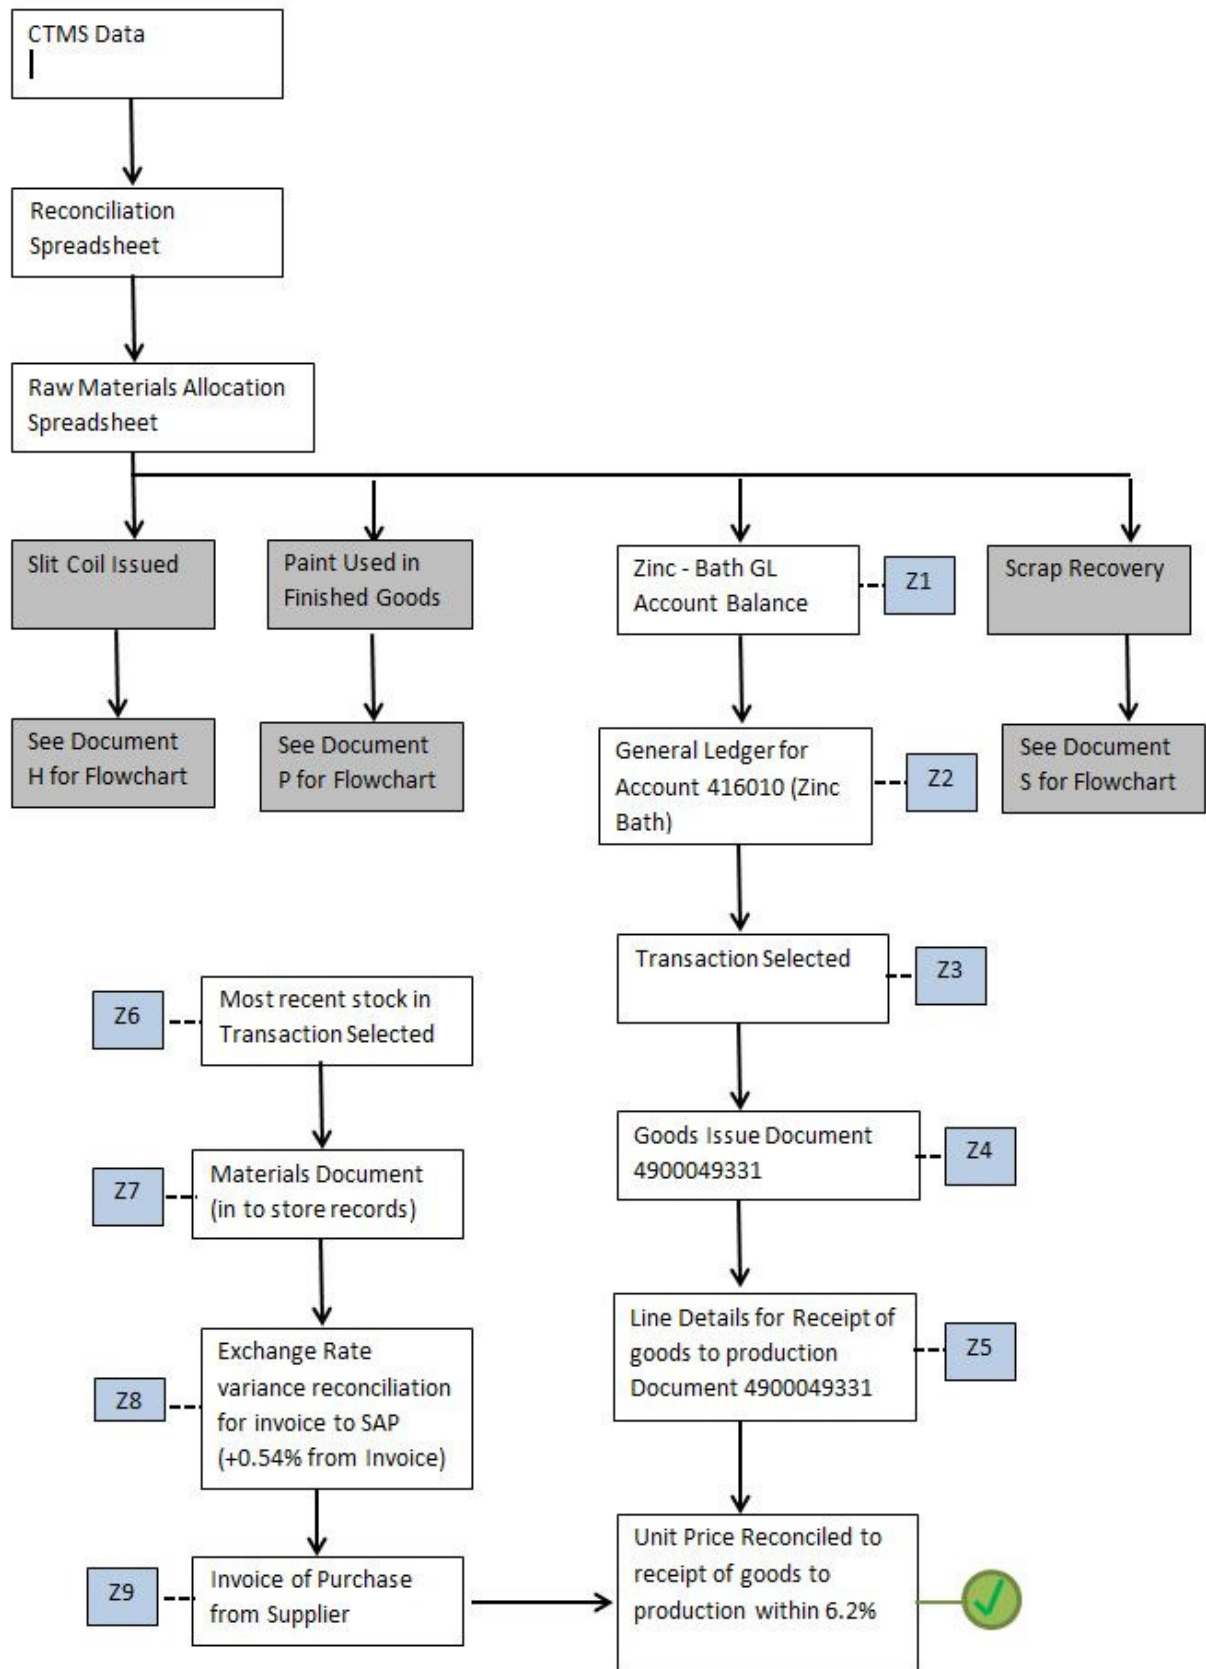 CTMS Data
Reconciliation
Spreadsheet
Raw Materials Allocation
Spreadsheet
Slit Coil Issued
Paint Used in
Finished Goods
Zinc - Bath GL
Account Balance
Z1
Scrap Recovery
See Document
H for Flowchart
See Document
P for Flowchart
General Ledger for
Account 416010 (Zinc
Bath)
Z2
See Document
S for Flowchart
Transaction Selected
Z3
Z6
Most recent stock in
Transaction Selected
Goods Issue Document
4900049331
Z4
Z7
Materials Document
(in to store records)
Line Details for Receipt of
goods to production
Document 4900049331
Z5
Z8
Exchange Rate
variance reconciliation
for invoice to SAP
(+0.54% from Invoice)
Z9
Invoice of Purchase
from Supplier
Unit Price Reconciled to
receipt of goods to
production within 6.2%